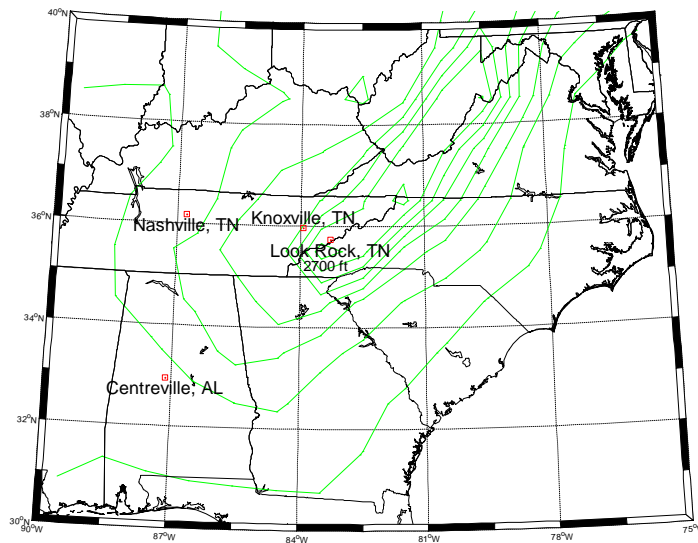 40°N
38°N
36°N
34°N
32°N
30°N
Nashville, TN
Knoxville, TN
Look Rock, TN
2700 ft
Centreville, AL
90°W
87°W
84°W
81°W
78°W
75°W